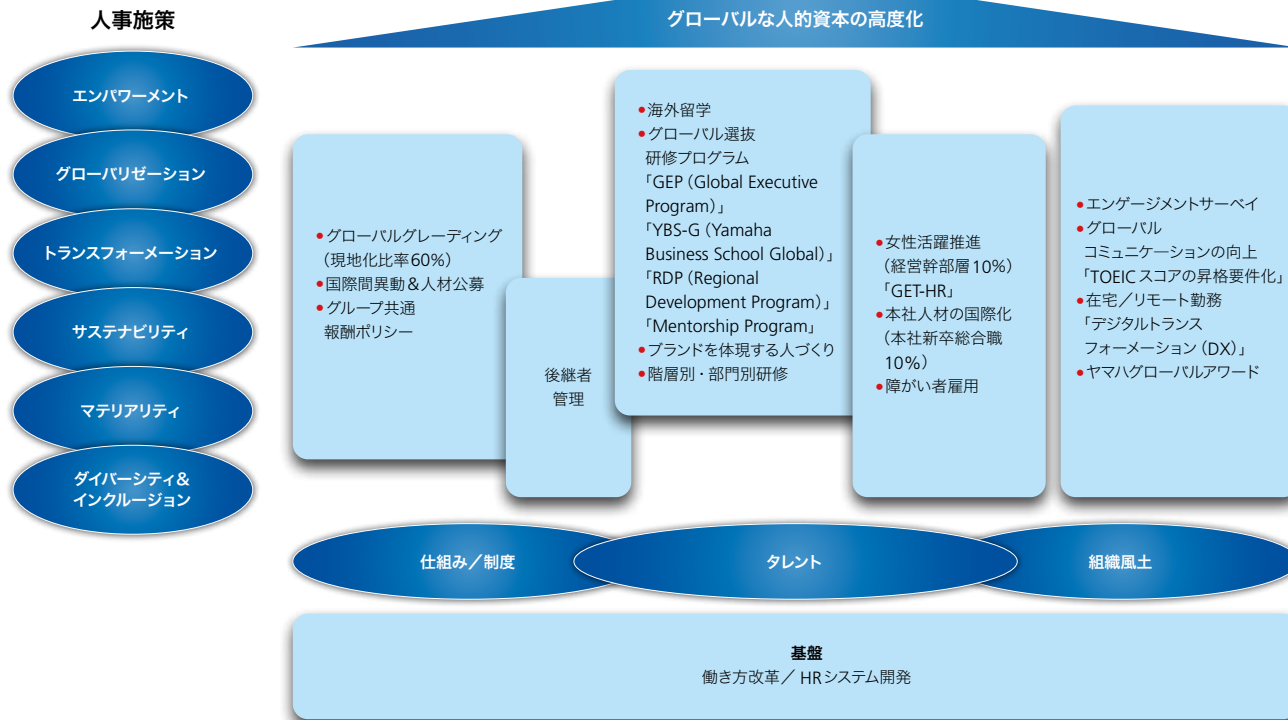 人事施策
エンパワーメント
グローバリゼーション
トランスフォーメーション
サステナビリティ
マテリアリティ
ダイバーシティ&
インクルージョン
グローバルな人的資本の高度化
●グローバルグレーディング
（現地化比率60%）
●国際間異動&人材公募
●グループ共通
報酬ポリシー
後継者
管理
●海外留学
●グローバル選抜
研修プログラム
「GEP（Global Executive
Program）」
「YBS-G（Yamaha
Business School Global）」
「RDP（Regional
Development Program）」
「Mentorship Program」
●ブランドを体現する人づくり
●階層別・部門別研修
●女性活躍推進
（経営幹部層10%）
「GET-HR」
●本社人材の国際化
（本社新卒総合職
10%）
●障がい者雇用
●エンゲージメントサーベイ
●グローバル
コミュニケーションの向上
「TOEICスコアの昇格要件化」
●在宅／リモート勤務
「デジタルトランス
フォーメーション（DX）」
●ヤマハグローバルアワード
仕組み／制度
タレント
組織風土
基盤
働き方改革／HRシステム開発